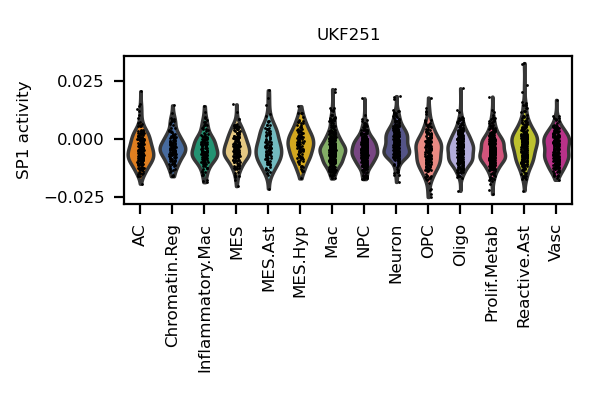 UKF251
SP1 activity
0.025
0.000
−0.025
AC
Chromatin.Reg
Inflammatory.Mac
MES
MES.Ast
MES.Hyp
Mac
NPC
Neuron
OPC
Oligo
Prolif.Metab
Reactive.Ast
Vasc